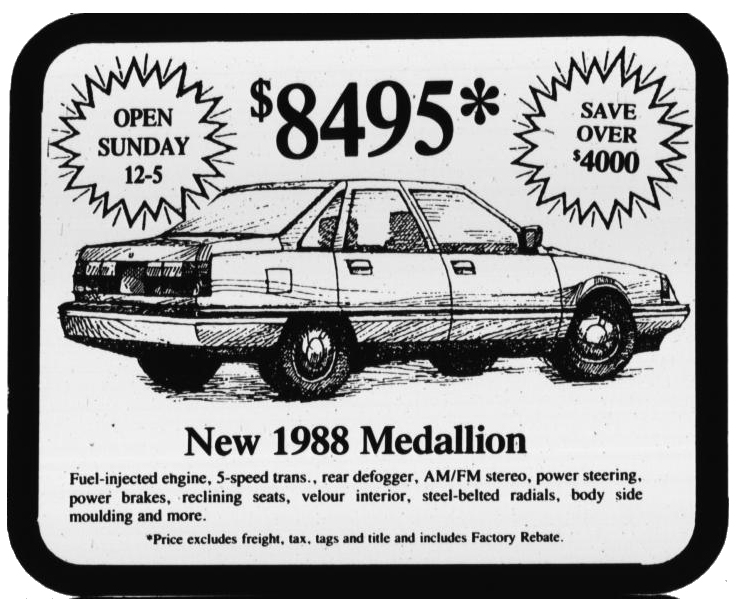 OPEN
SUNDAY
12-5
$8495*
SAVE
OVER
$4000
New 1988 Medallion
Fuel-injected engine, 5-speed trans., rear defogger, AM/FM stereo, power steering,
power brakes, reclining seats, velour interior, steel-belted radials, body side
moulding and more.
*Price excludes freight, tax, tags and title and includes Factory Rebate.